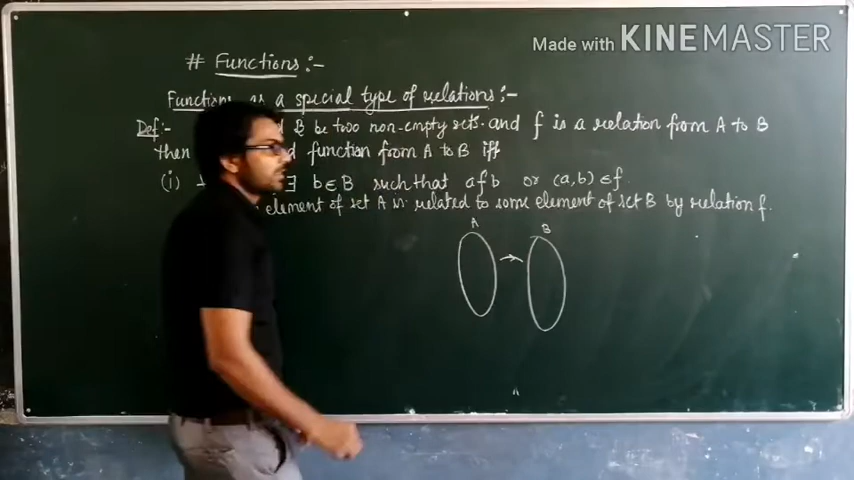 Made with KINEMASTER
# Functions :-
Functions as a special type of relations :-
Def :- B be two non-empty sets and f is a relation from A to B
then d function from A to B iff
(i) ∃ b ∈ B such that a f b or (a, b) ∈ f.
element of set A is related to some element of set B by relation f.
A B